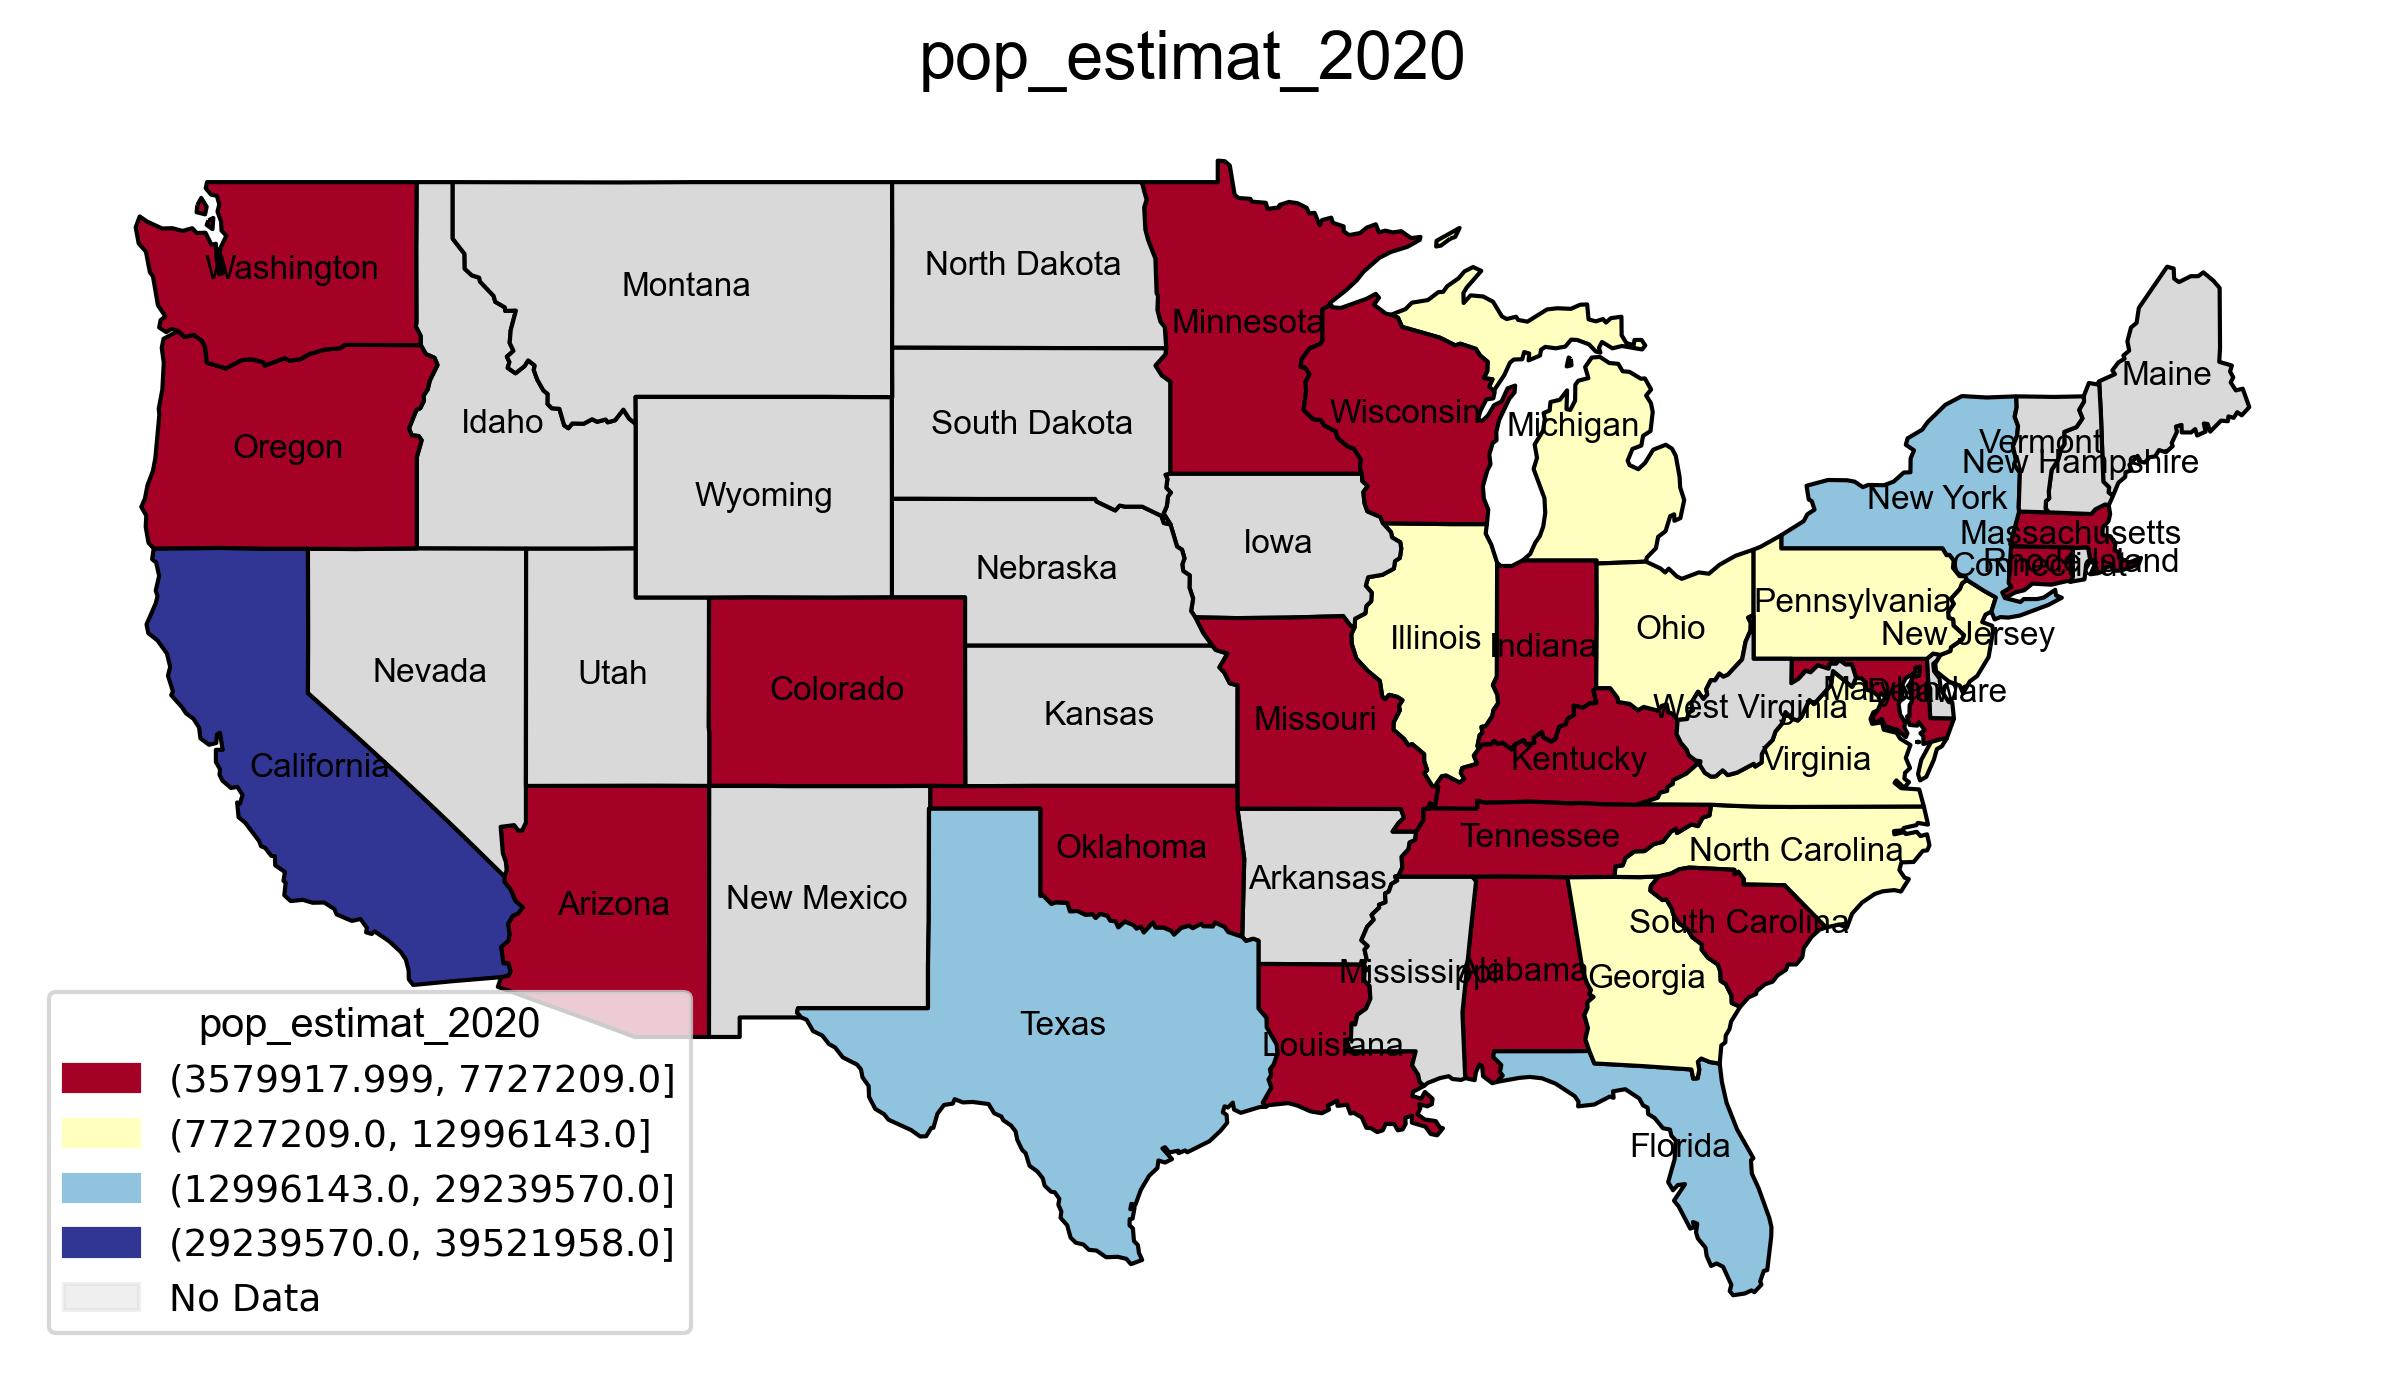 pop_estimat_2020
Washington
Montana
North Dakota
Minnesota
Maine
Idaho
Oregon
South Dakota
Wisconsin
Michigan
Vermont
New Hampshire
Wyoming
New York
Massachusetts
Iowa
Nebraska
Connecticut
Rhode Island
Pennsylvania
Ohio
New Jersey
Illinois
Indiana
Nevada
Utah
Colorado
Kansas
Missouri
Maryland
Delaware
West Virginia
Kentucky
Virginia
California
Tennessee
North Carolina
Oklahoma
Arkansas
Arizona
New Mexico
South Carolina
Mississippi
Alabama
Georgia
Texas
Louisiana
Florida
pop_estimat_2020
(3579917.999, 7727209.0]
(7727209.0, 12996143.0]
(12996143.0, 29239570.0]
(29239570.0, 39521958.0]
No Data